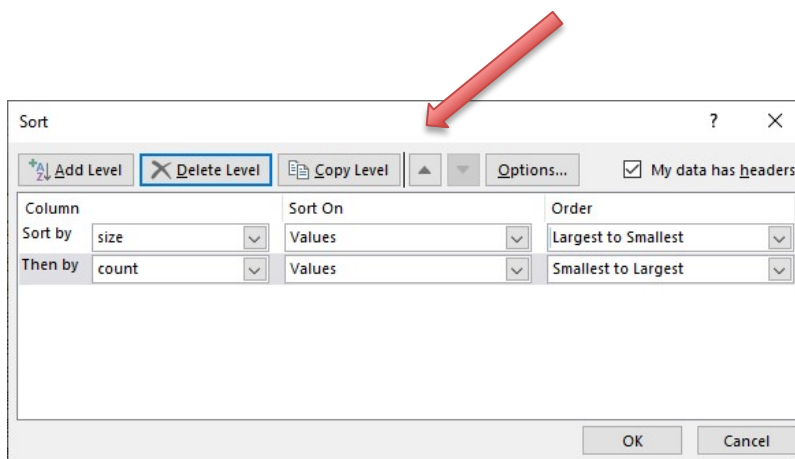 Sort ?
Add Level Delete Level Copy Level Options... My data has headers
Column Sort On Order
Sort by size Values Largest to Smallest
Then by count Values Smallest to Largest
OK Cancel